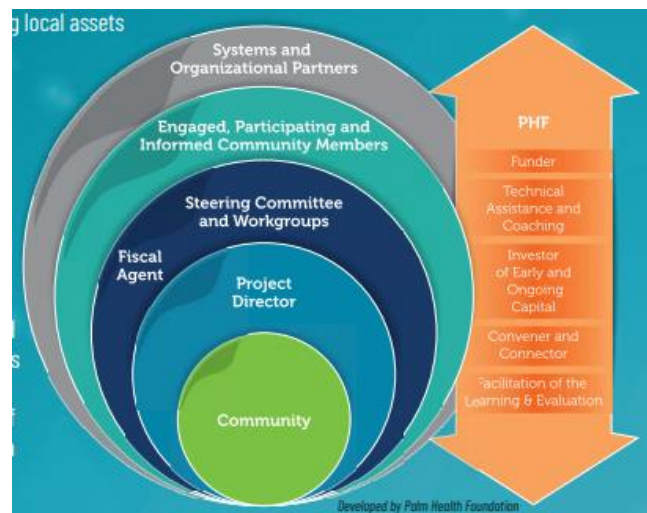 g local assets
Systems and
Organizational Partners
Engaged, Participating and
Informed Community Members
Steering Committee
and Workgroups
Fiscal
Agent
Project
Director
Community
PHF
Funder
Technical
Assistance and
Coaching
Investor
of Early and
Ongoing
Capital
Convener and
Connector
Facilitation of the
Learning & Evaluation
Developed by Palm Health Foundation